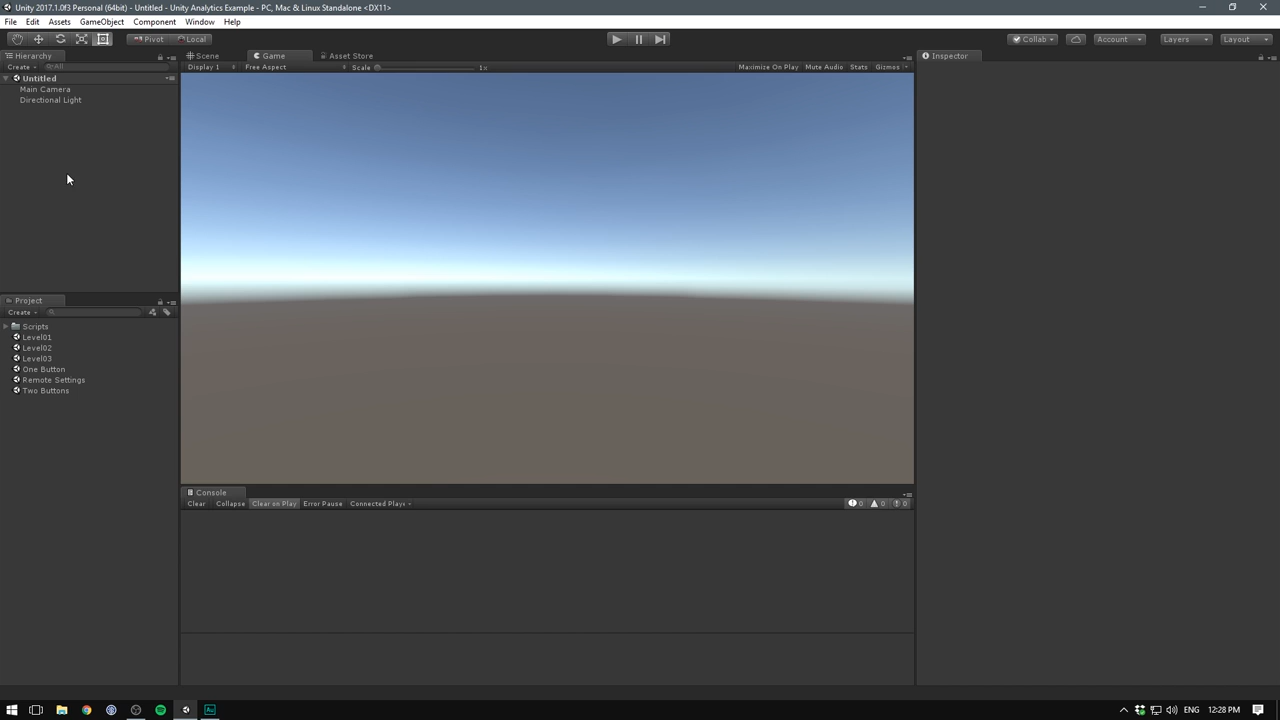 Unity 2017.1.0f3 Personal (64bit) - Untitled - Unity Analytics Example - PC, Mac & Linux Standalone <DX11>
File Edit Assets GameObject Component Window Help
Pivot Local Collab Account Layers Layout
Hierarchy Scene Game Asset Store Inspector
Create All Display 1 Free Aspect Scale 1x Maximize On Play Mute Audio Stats Gizmos
Untitled
Main Camera
Directional Light
Project
Create
Scripts
Level01
Level02
Level03
One Button
Remote Settings
Two Buttons
Console
Clear Collapse Clear on Play Error Pause Connected Play 0 0 0
ENG 12:28 PM